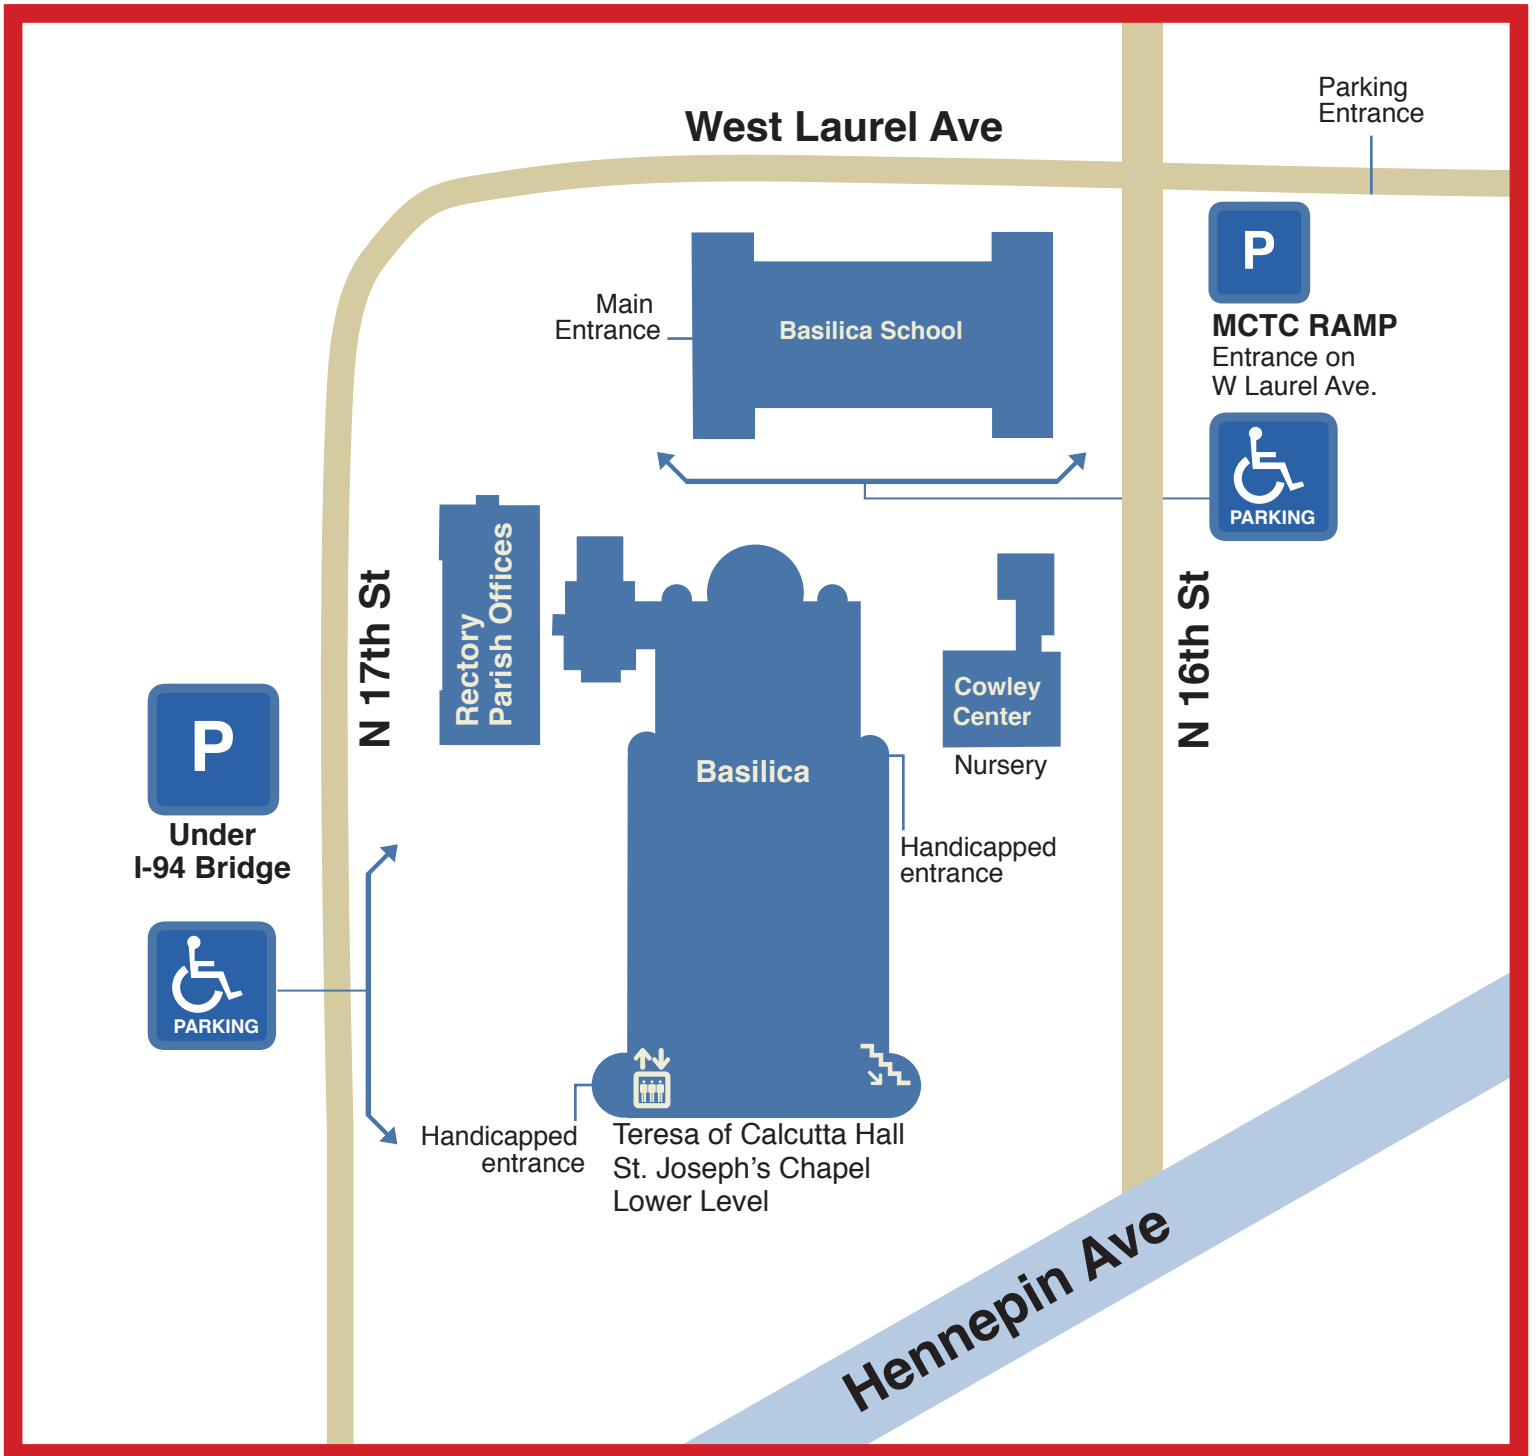 West Laurel Ave
Parking
Entrance
P
MCTC RAMP
Entrance on
W Laurel Ave.
Main
Entrance
Basilica School
PARKING
Rectory
Parish Offices
N 17th St
N 16th St
Cowley
Center
Nursery
P
Under
I-94 Bridge
Basilica
Handicapped
entrance
PARKING
Handicapped
entrance
Teresa of Calcutta Hall
St. Joseph’s Chapel
Lower Level
Hennepin Ave